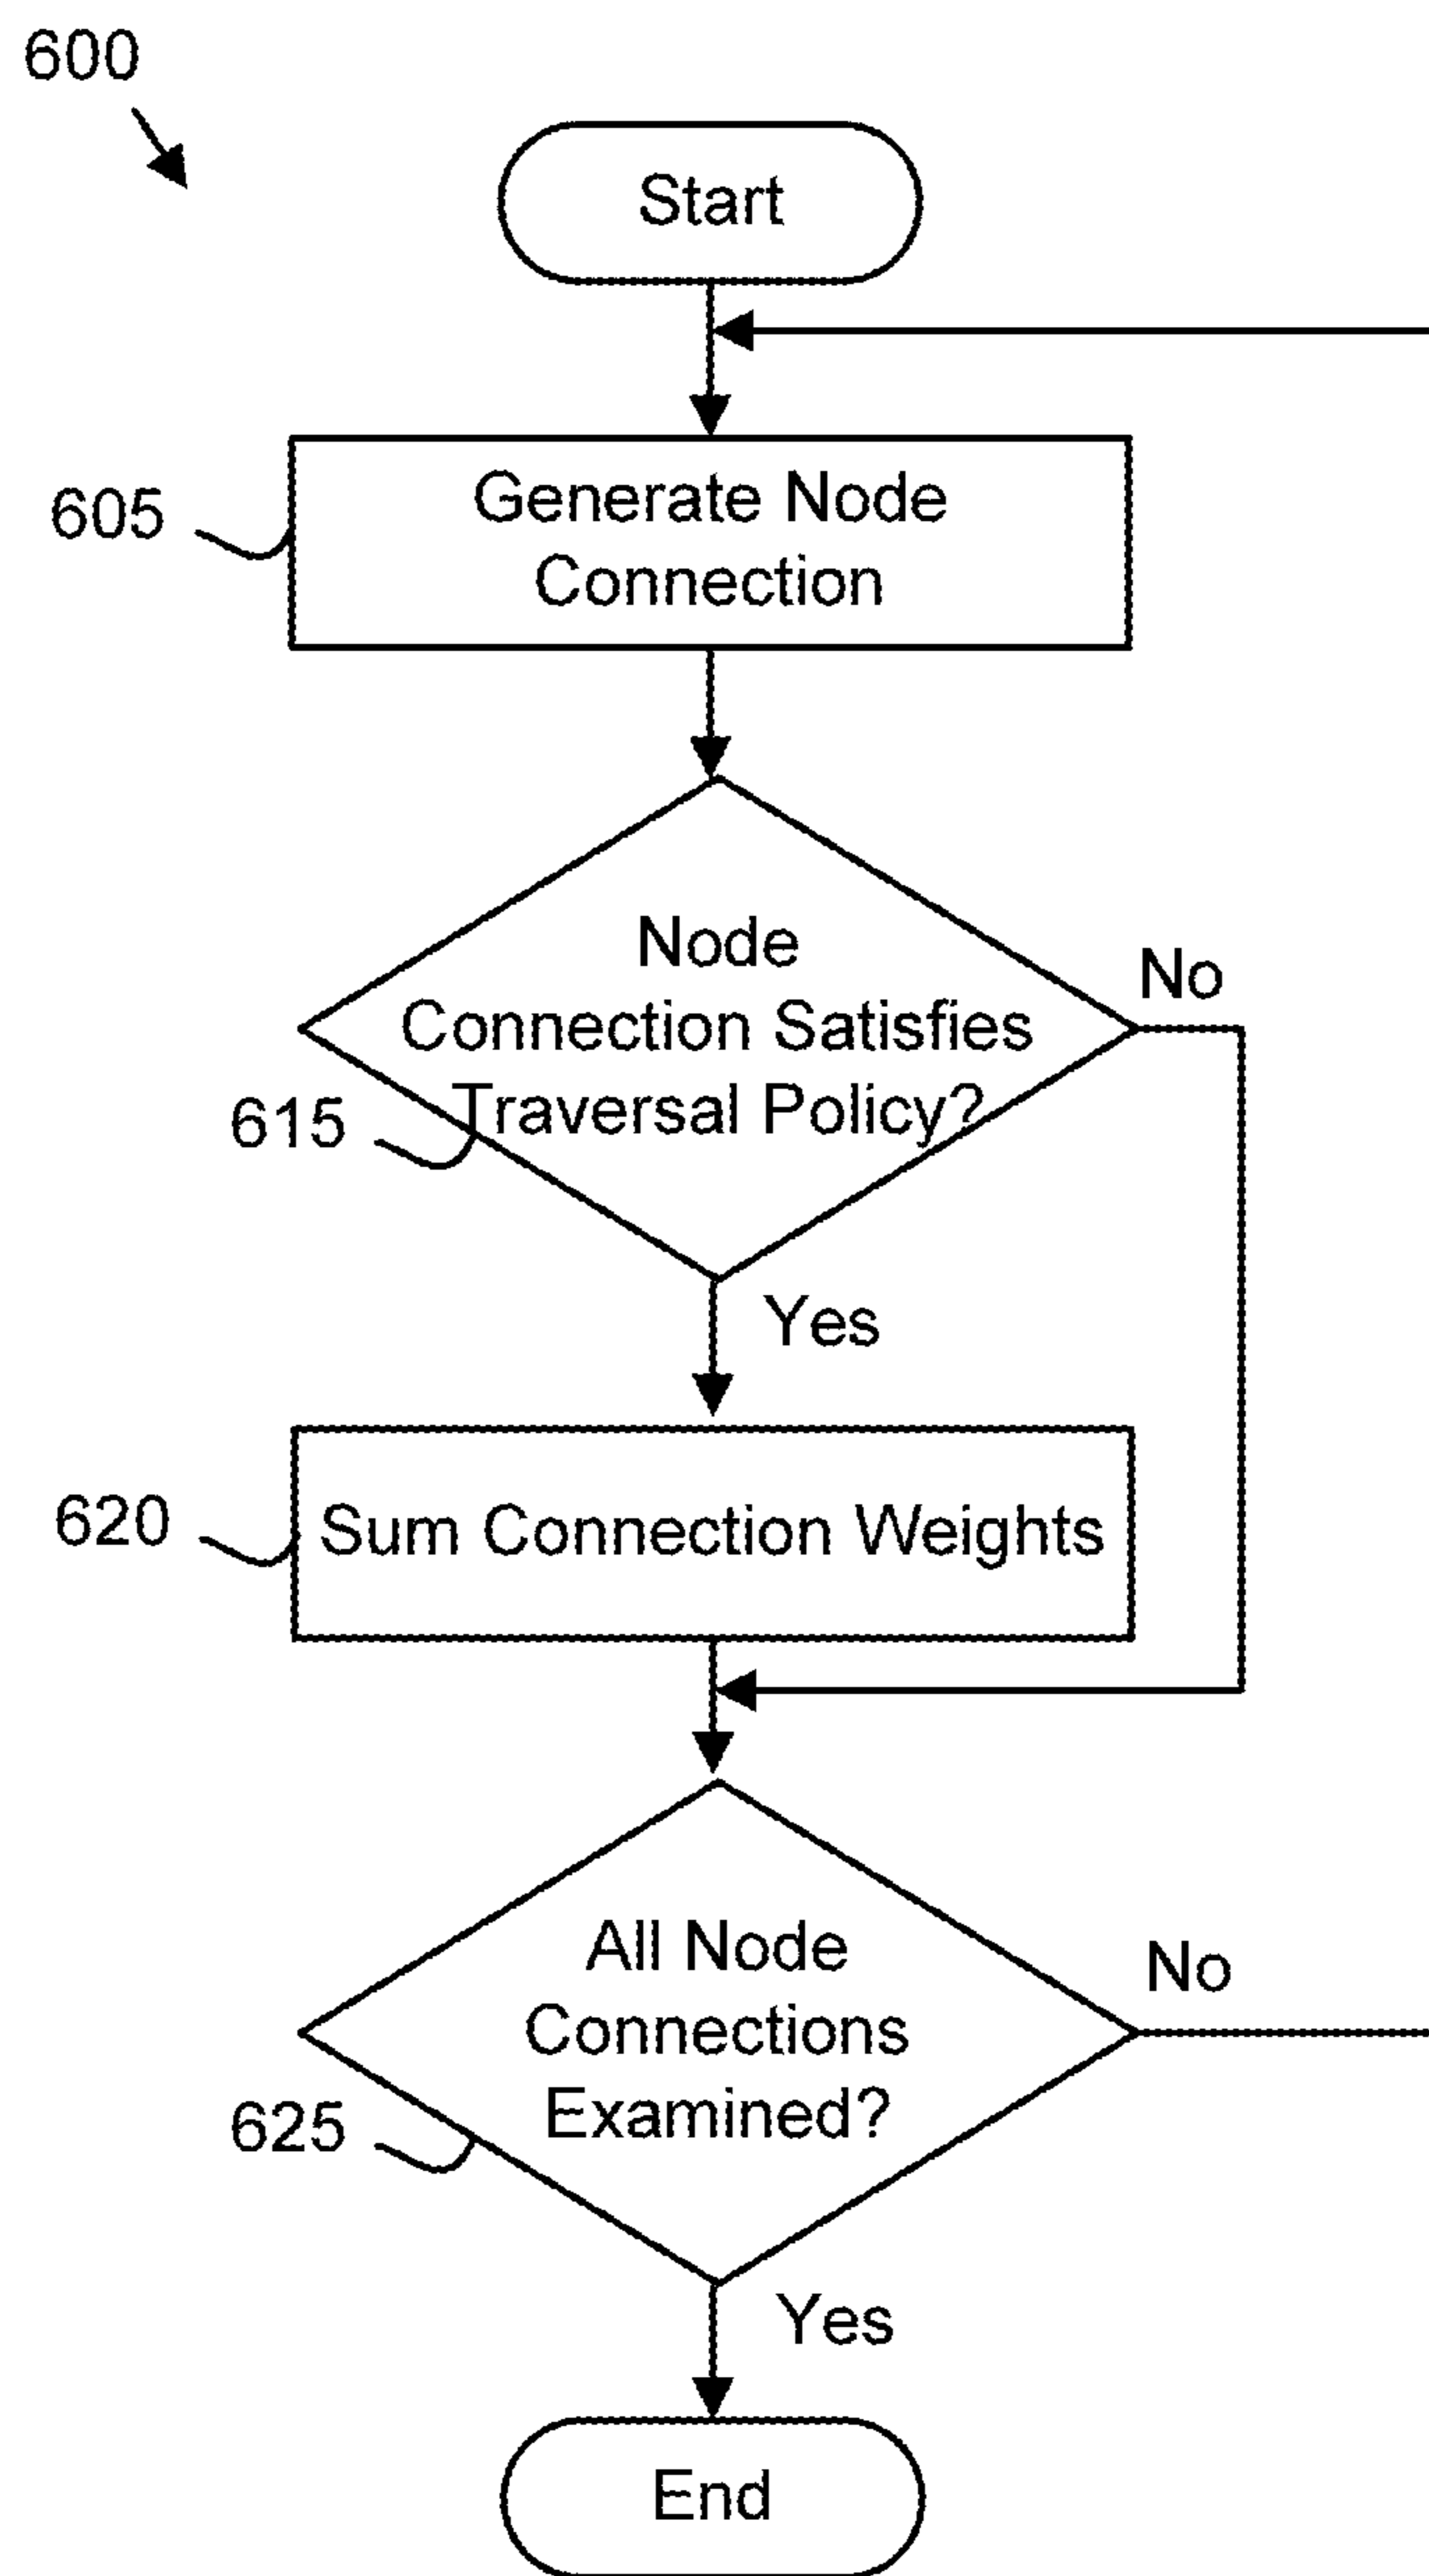 600
Start
605
Generate Node
Connection
Node
Connection Satisfies
Traversal Policy?
No
615
Yes
620
Sum Connection Weights
All Node
Connections
Examined?
No
625
Yes
End